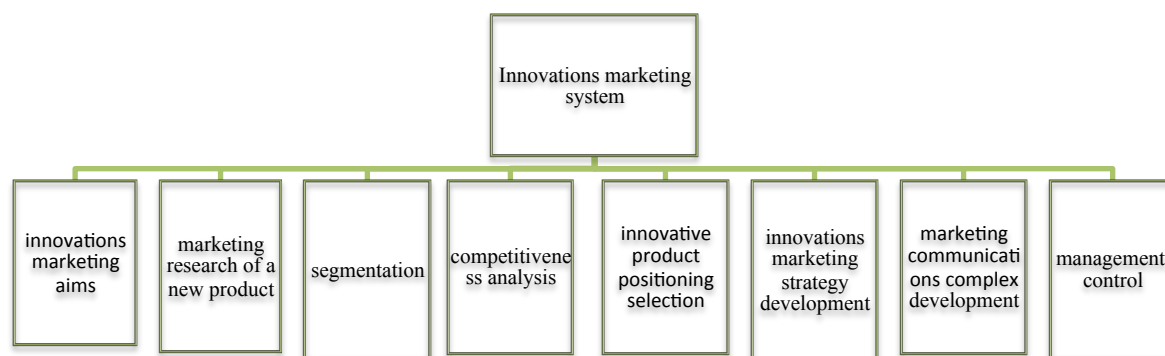 Innovations marketing
system
innovations
marketing
aims
marketing
research of a
new product
segmentation
competitivene
ss analysis
innovative
product
positioning
selection
innovations
marketing
strategy
development
marketing
communicati
ons complex
development
management
control